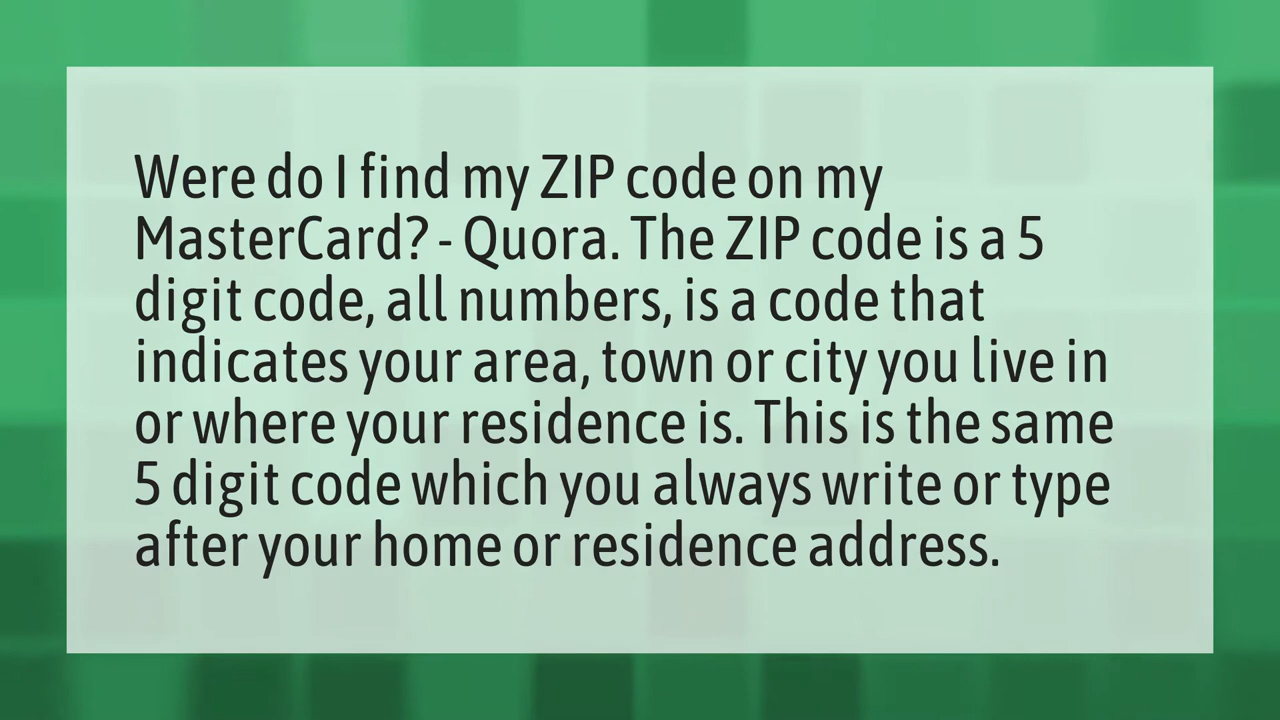 Were do I find my ZIP code on my
MasterCard? - Quora. The ZIP code is a 5
digit code, all numbers, is a code that
indicates your area, town or city you live in
or where your residence is. This is the same
5 digit code which you always write or type
after your home or residence address.